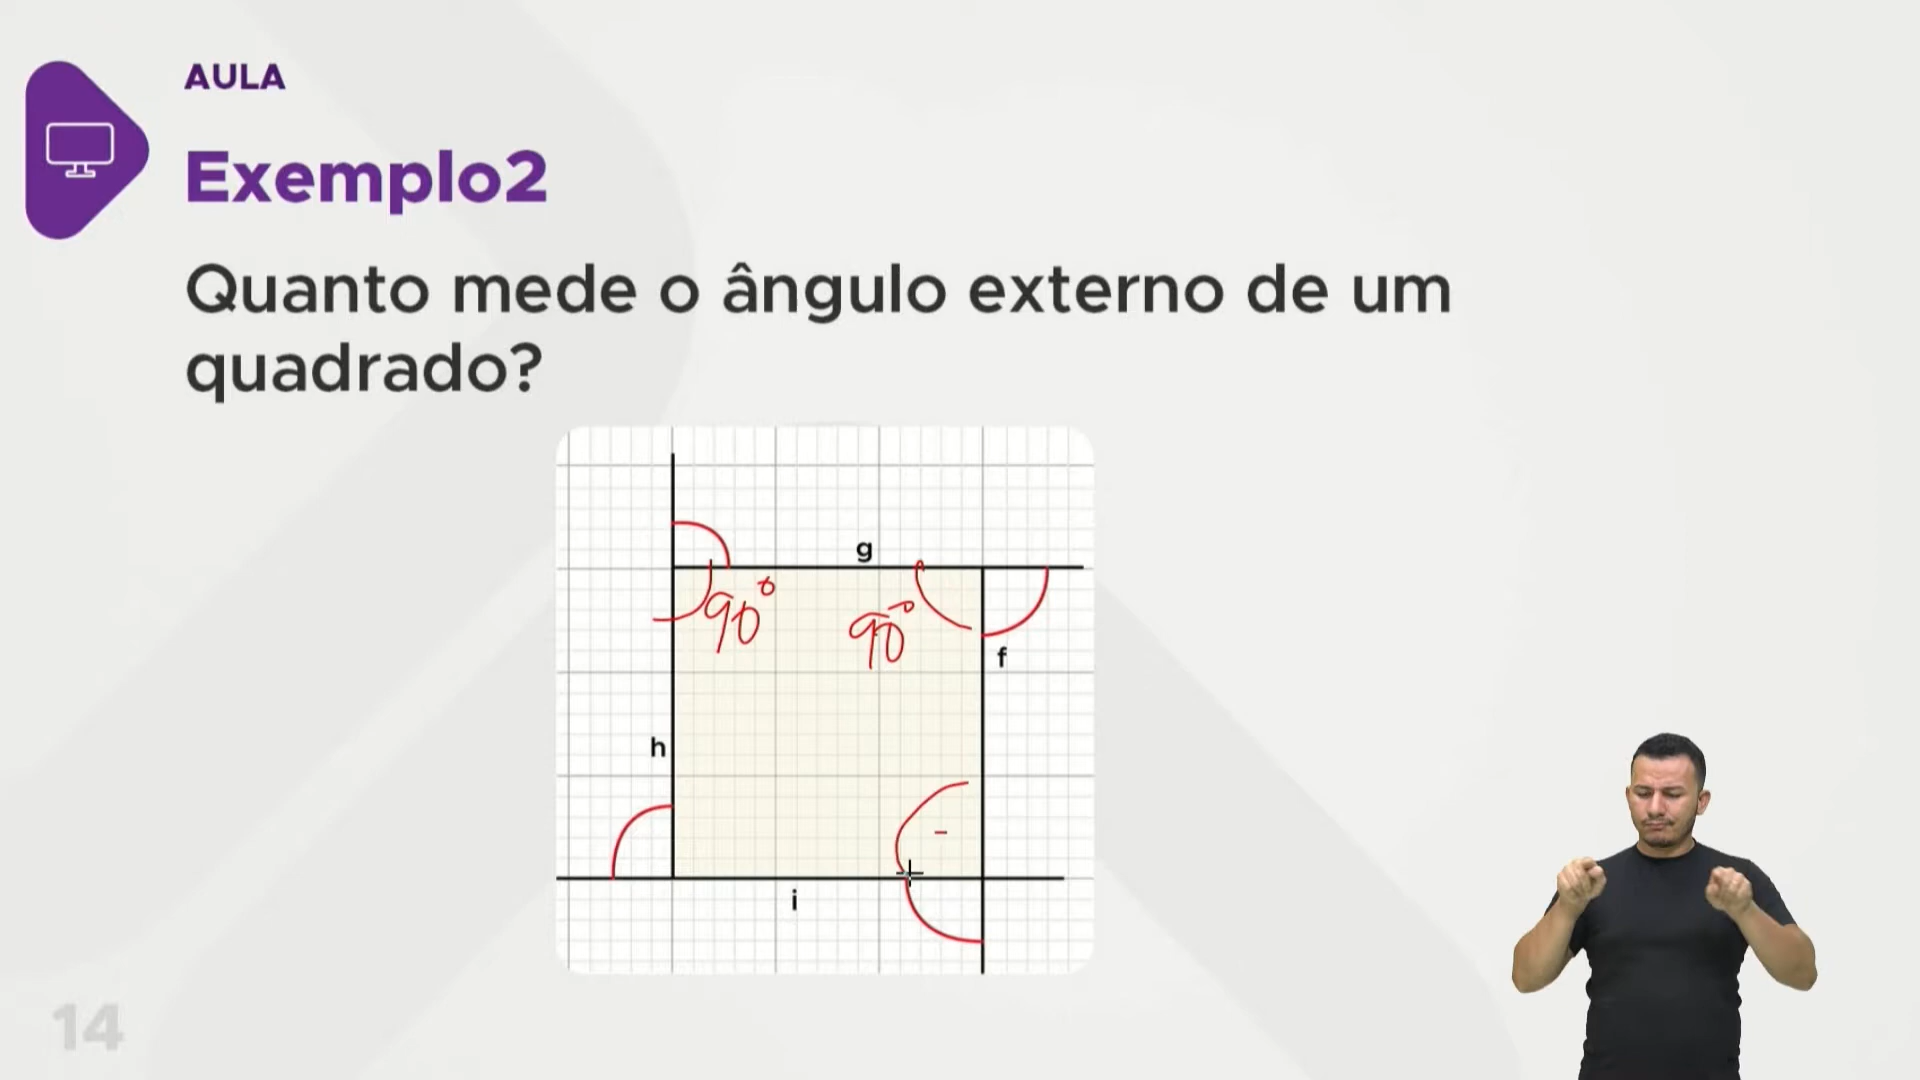 AULA
Exemplo2
Quanto mede o ângulo externo de um
quadrado?
g
90°
90°
f
h
i
14